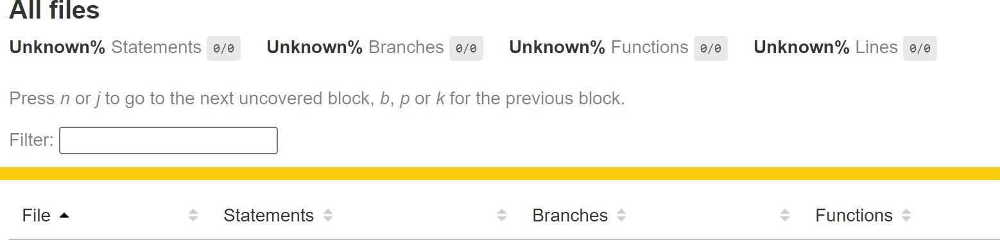 All files
Unknown% Statements 0/0 Unknown% Branches 0/0 Unknown% Functions 0/0 Unknown% Lines 0/0
Press n or j to go to the next uncovered block, b, p or k for the previous block.
Filter:
File Statements Branches Functions